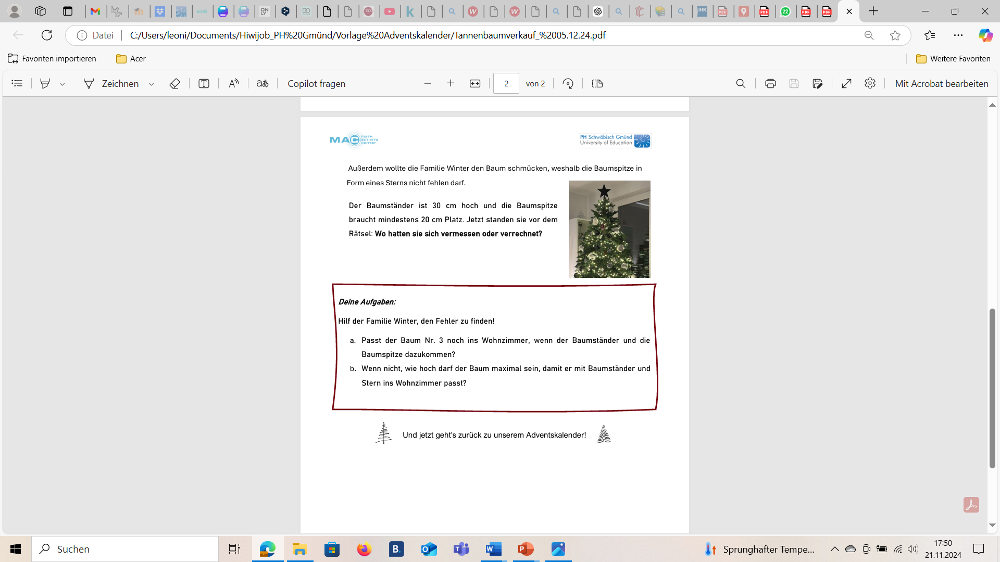 22
Datei
C:/Users/leoni/Documents/Hiwijob_PH%20Gmünd/Vorlage%20Adventskalender/Tannenbaumverkauf_%2005.12.24.pdf
Favoriten importieren
Acer
Weitere Favoriten
Zeichnen
Copilot fragen
2
von 2
Mit Acrobat bearbeiten
MAC math activity center
PH Schwäbisch Gmünd
University of Education
Außerdem wollte die Familie Winter den Baum schmücken, weshalb die Baumspitze in
Form eines Sterns nicht fehlen darf.
Der Baumständer ist 30 cm hoch und die Baumspitze
braucht mindestens 20 cm Platz. Jetzt standen sie vor dem
Rätsel: Wo hatten sie sich vermessen oder verrechnet?
Deine Aufgaben:
Hilf der Familie Winter, den Fehler zu finden!
a. Passt der Baum Nr. 3 noch ins Wohnzimmer, wenn der Baumständer und die
Baumspitze dazukommen?
b. Wenn nicht, wie hoch darf der Baum maximal sein, damit er mit Baumständer und
Stern ins Wohnzimmer passt?
Und jetzt geht's zurück zu unserem Adventskalender!
Suchen
Sprunghafter Tempe...
17:50
21.11.2024